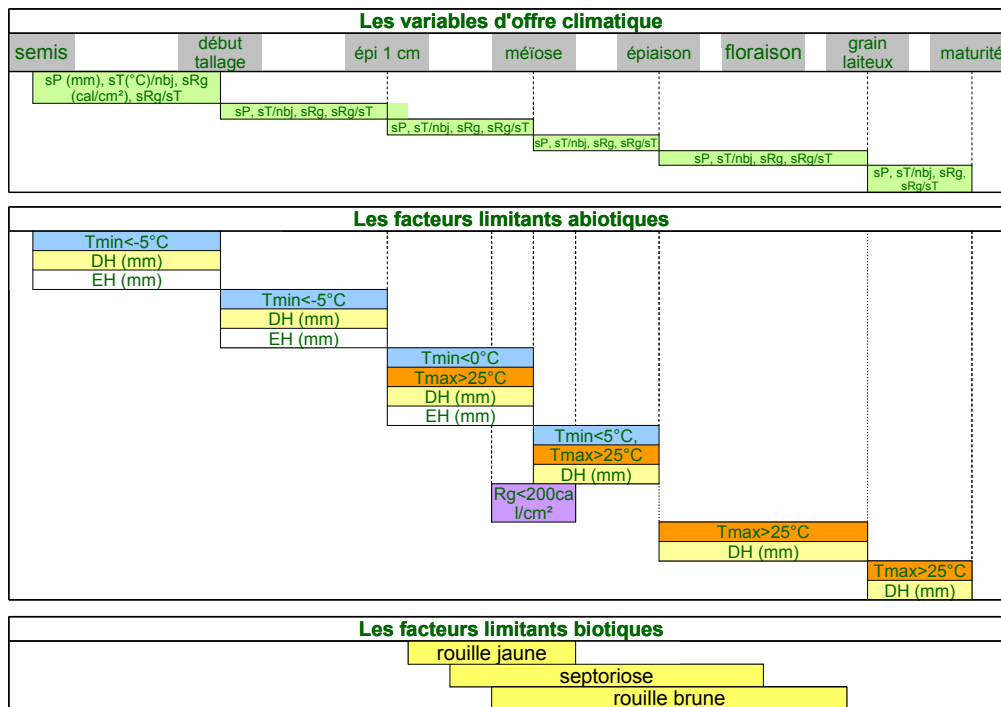 Les variables d'offre climatique
semis
début
tallage
épi 1 cm
méïose
épiaison
floraison
grain
laiteux
maturité
sP (mm), sT(°C)/nbj, sRg
(cal/cm²), sRg/sT
sP, sT/nbj, sRg, sRg/sT
sP, sT/nbj, sRg, sRg/sT
sP, sT/nbj, sRg, sRg/sT
sP, sT/nbj, sRg, sRg/sT
sP, sT/nbj, sRg,
sRg/sT
Les facteurs limitants abiotiques
Tmin<-5°C
DH (mm)
EH (mm)
Tmin<-5°C
DH (mm)
EH (mm)
Tmin<0°C
Tmax>25°C
DH (mm)
EH (mm)
Tmin<5°C,
Tmax>25°C
DH (mm)
Rg<200ca
l/cm²
Tmax>25°C
DH (mm)
Tmax>25°C
DH (mm)
Les facteurs limitants biotiques
rouille jaune
septoriose
rouille brune